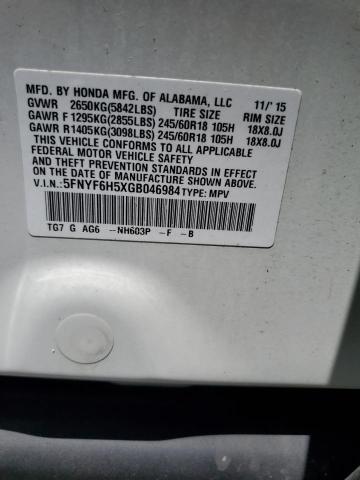 MFD. BY HONDA MFG. OF ALABAMA, LLC 11/'15
GVWR 2650KG(5842LBS) TIRE SIZE RIM SIZE
GAWR F 1295KG(2855LBS) 245/60R18 105H 18X8.0J
GAWR R 1405KG(3098LBS) 245/60R18 105H 18X8.0J
THIS VEHICLE CONFORMS TO ALL APPLICABLE
FEDERAL MOTOR VEHICLE SAFETY STANDARDS IN EFFECT
ON THE DATE OF MANUFACTURE SHOWN ABOVE.
V.I.N.: 5FNYF6H5XGB046984 TYPE: MPV
TG7 G AG6 -NH603P -F -B